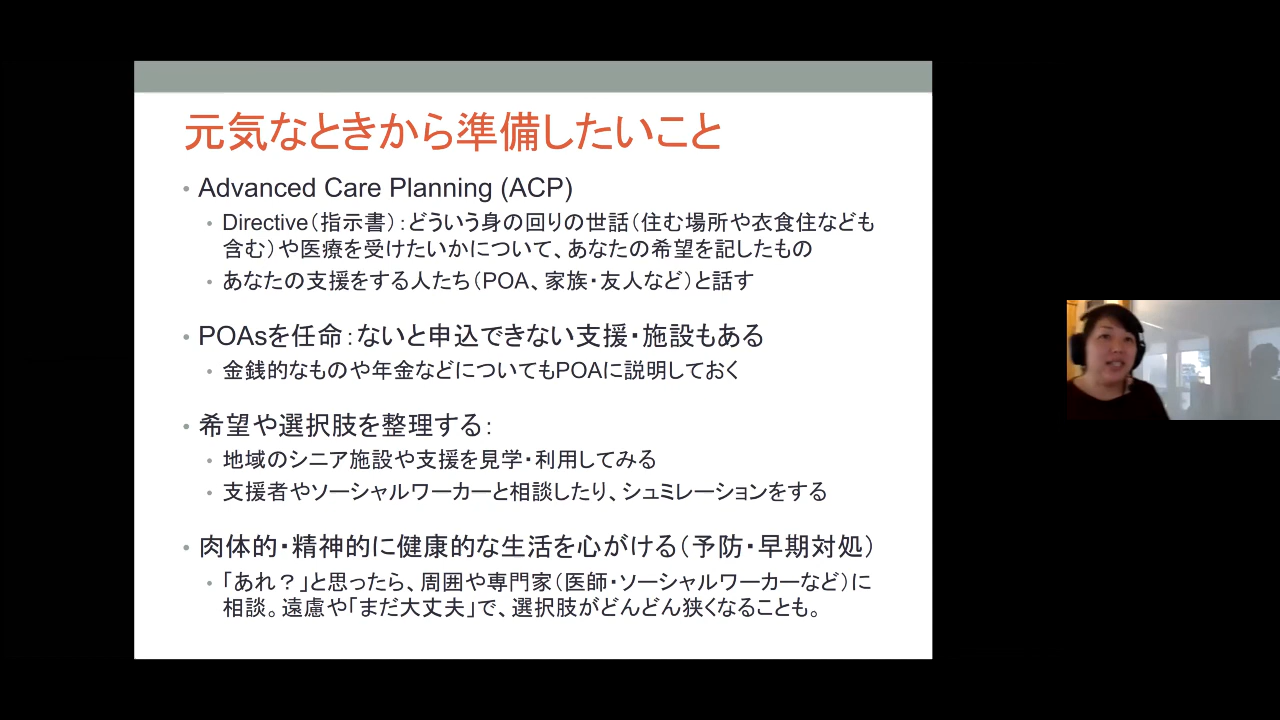 元気なときから準備したいこと
• Advanced Care Planning (ACP)
• Directive（指示書）：どういう身の回りの世話（住む場所や衣食住なども
含む）や医療を受けたいかについて、あなたの希望を記したもの
• あなたの支援をする人たち（POA、家族・友人など）と話す
• POAsを任命：ないと申込できない支援・施設もある
• 金銭的なものや年金などについてもPOAに説明しておく
• 希望や選択肢を整理する：
• 地域のシニア施設や支援を見学・利用してみる
• 支援者やソーシャルワーカーと相談したり、シュミレーションをする
• 肉体的・精神的に健康的な生活を心がける（予防・早期対処）
• 「あれ？」と思ったら、周囲や専門家（医師・ソーシャルワーカーなど）に
相談。遠慮や「まだ大丈夫」で、選択肢がどんどん狭くなることも。